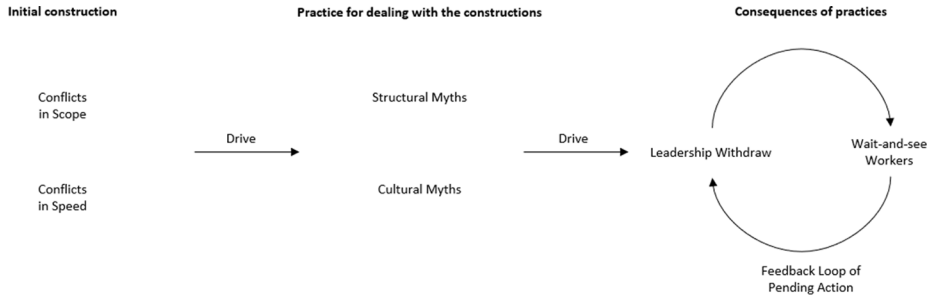 Initial construction
Practice for dealing with the constructions
Consequences of practices
Conflicts
in Scope
Structural Myths
Drive
Drive
Leadership Withdraw
Wait-and-see
Workers
Conflicts
in Speed
Cultural Myths
Feedback Loop of
Pending Action